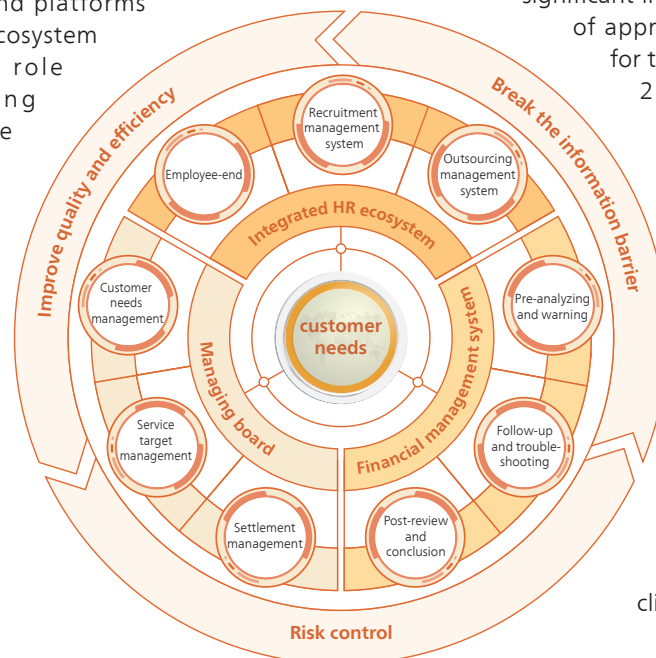 nd platforms
cosystem
role
ng
e
of appr
for t
2
Improve quality and efficiency
Break the information barrier
Risk control
Recruitment
management
system
Employee-end
Outsourcing
management
system
Integrated HR ecosystem
Customer
needs
management
Service
target
management
Settlement
management
Managing board
Pre-analyzing
and warning
Follow-up
and trouble-
shooting
Post-review
and
conclusion
Financial management system
customer
needs
cli